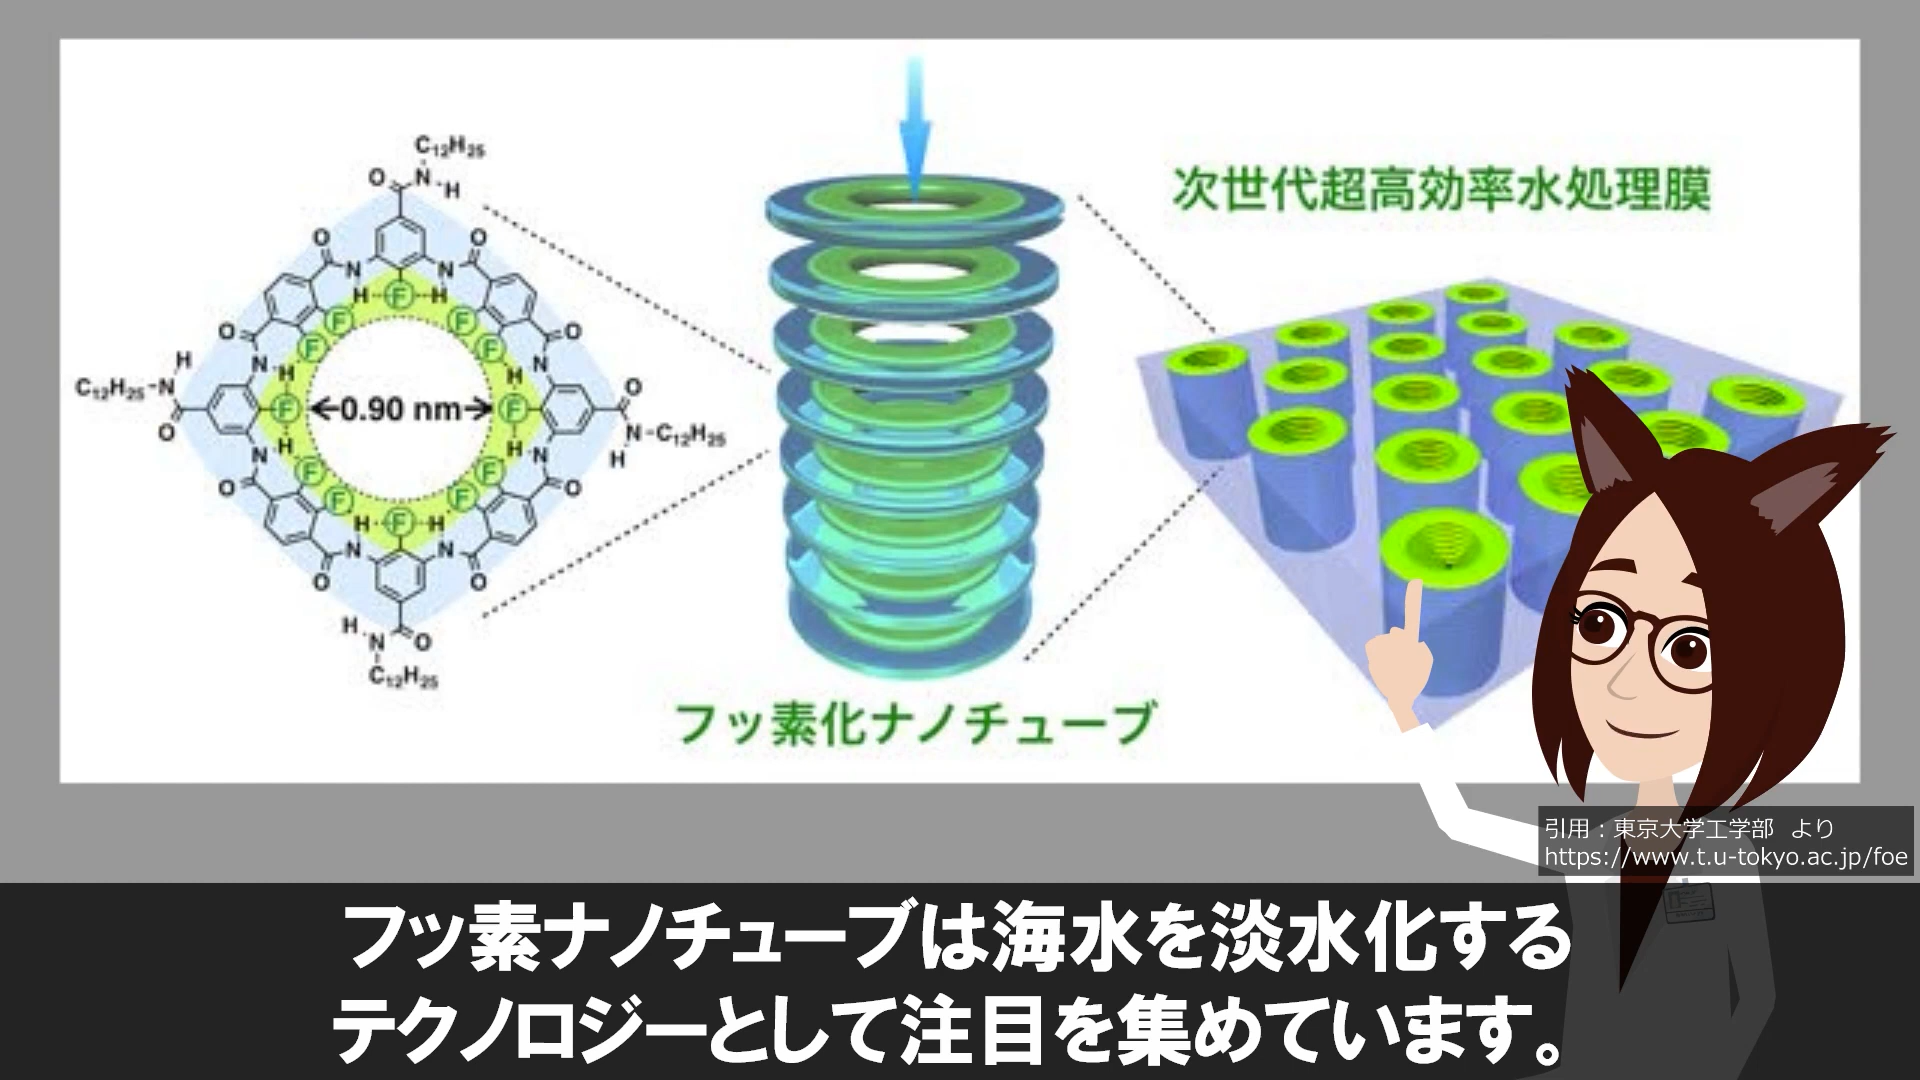 C₁₂H₂₅
O
N
H
O
O
N
N
H
F
H
F
F
O
F
F
O
H
N
H
N
H
H
O
C₁₂H₂₅
N
F
←0.90 nm→
F
O
H
H
N
C₁₂H₂₅
N
N
H
O
F
F
O
F
F
H
F
H
N
N
O
O
H
N
O
C₁₂H₂₅
フッ素化ナノチューブ
次世代超高効率水処理膜
引用：東京大学工学部 より
https://www.t.u-tokyo.ac.jp/foe
フッ素ナノチューブは海水を淡水化する
テクノロジーとして注目を集めています。